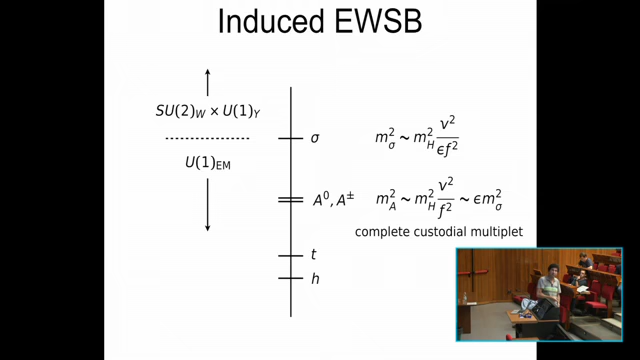 Induced EWSB
SU(2)_W × U(1)_Y
U(1)_EM
σ
m_σ^2 ~ m_H^2 v^2/(ϵf^2)
A^0, A^±
m_A^2 ~ m_H^2 v^2/f^2 ~ ϵm_σ^2
complete custodial multiplet
t
h